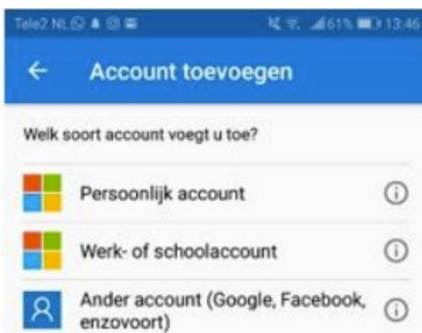 Tele2 NL 61% 13:46
Account toevoegen
Welk soort account voegt u toe?
Persoonlijk account
Werk- of schoolaccount
Ander account (Google, Facebook,
enzovoort)